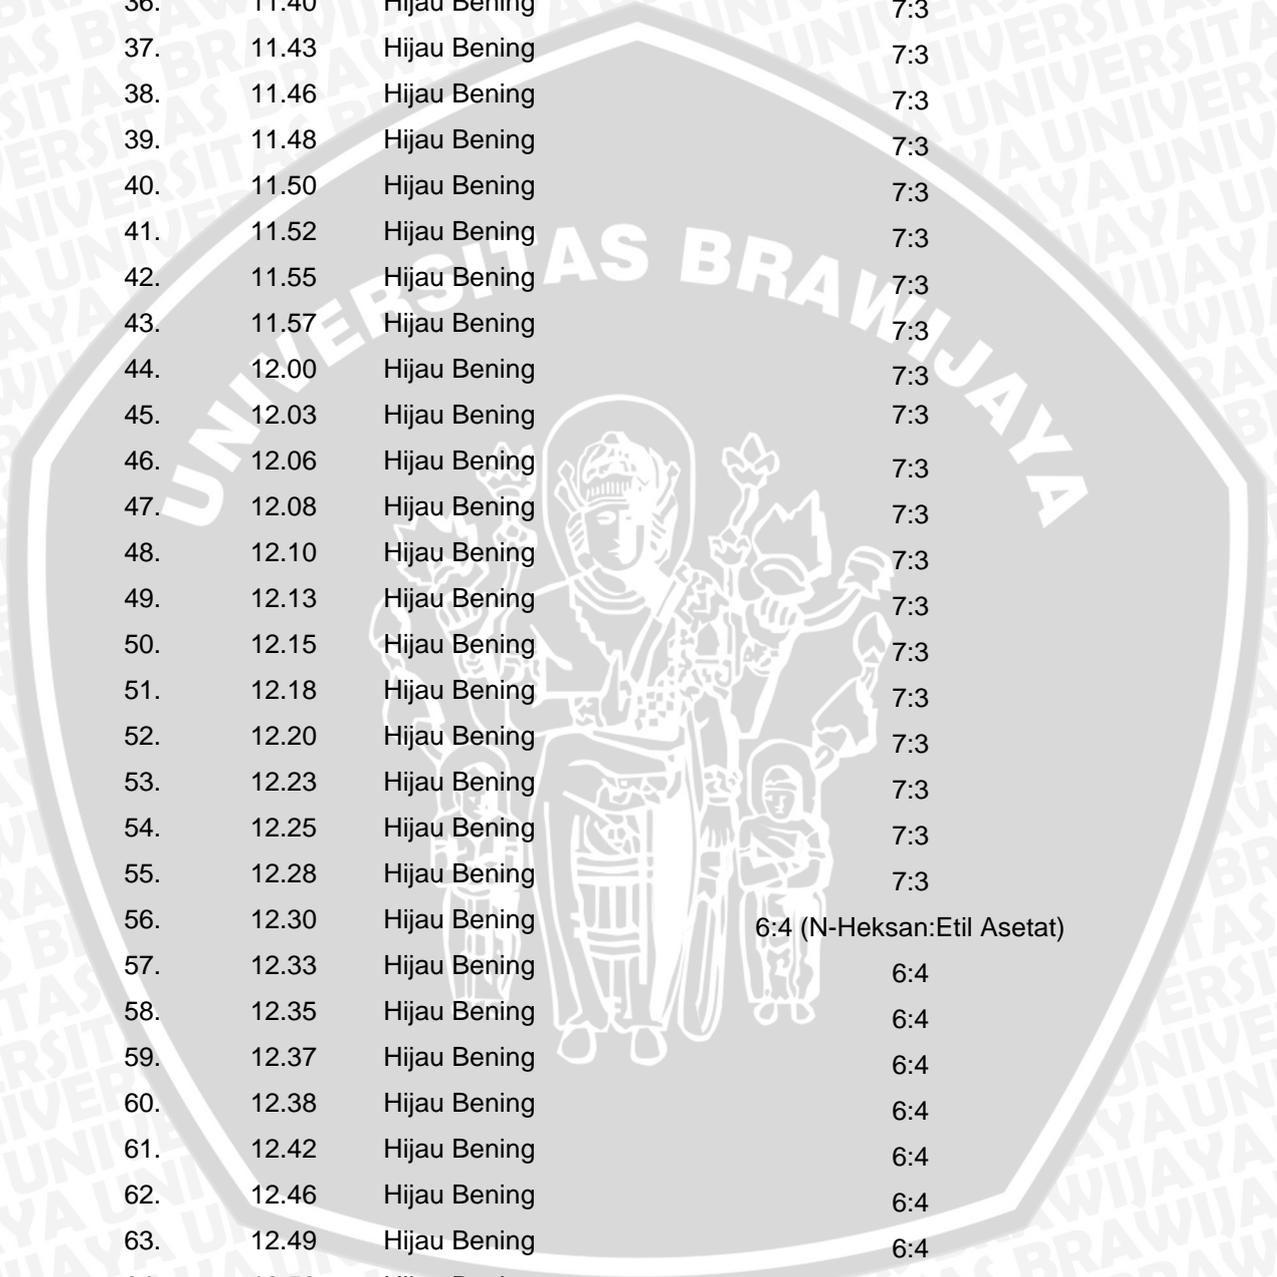 36. 11.40 Hijau Bening 7:3
37. 11.43 Hijau Bening 7:3
38. 11.46 Hijau Bening 7:3
39. 11.48 Hijau Bening 7:3
40. 11.50 Hijau Bening 7:3
41. 11.52 Hijau Bening 7:3
42. 11.55 Hijau Bening 7:3
43. 11.57 Hijau Bening 7:3
44. 12.00 Hijau Bening 7:3
45. 12.03 Hijau Bening 7:3
46. 12.06 Hijau Bening 7:3
47. 12.08 Hijau Bening 7:3
48. 12.10 Hijau Bening 7:3
49. 12.13 Hijau Bening 7:3
50. 12.15 Hijau Bening 7:3
51. 12.18 Hijau Bening 7:3
52. 12.20 Hijau Bening 7:3
53. 12.23 Hijau Bening 7:3
54. 12.25 Hijau Bening 7:3
55. 12.28 Hijau Bening 7:3
56. 12.30 Hijau Bening 6:4 (N-Heksan:Etil Asetat)
57. 12.33 Hijau Bening 6:4
58. 12.35 Hijau Bening 6:4
59. 12.37 Hijau Bening 6:4
60. 12.38 Hijau Bening 6:4
61. 12.42 Hijau Bening 6:4
62. 12.46 Hijau Bening 6:4
63. 12.49 Hijau Bening 6:4
UNIVERSITAS BRAWIJAYA